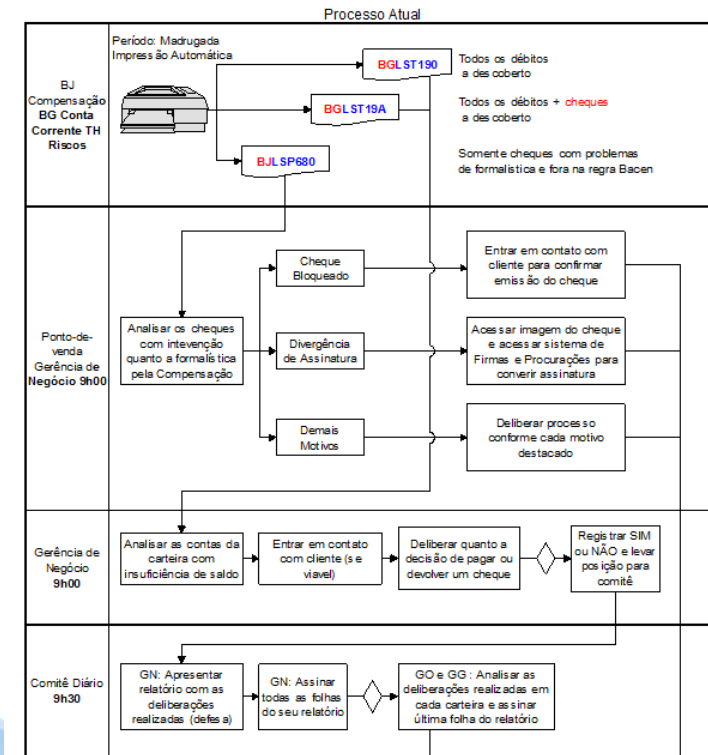 Processo Atual
BJ
Compensação
BG Conta
Corrente TH
Riscos
Período: Madrugada
Impressão Automática
BGLST190
Todos os débitos
a descoberto
BGLST19A
Todos os débitos + cheques
a descoberto
BJLSP680
Somente cheques com problemas
de formalística e fora na regra Bacen
Ponto-de-
venda
Gerência de
Negócio 9h00
Analisar os cheques
com intevenção
quanto a formalística
pela Compensação
Cheque
Bloqueado
Entrar em contato com
cliente para confirmar
emissão do cheque
Divergência
de Assinatura
Acessar imagem do cheque
e acessar sistema de
Firmas e Procurações para
converir assinatura
Demais
Motivos
Deliberar processo
conforme cada motivo
destacado
Gerência de
Negócio
9h00
Analisar as contas da
carteira com
insuficiência de saldo
Entrar em contato
com cliente (se
viavel)
Deliberar quanto a
decisão de pagar ou
devolver um cheque
Registrar SIM
ou NÃO e levar
posição para
comitê
Comitê Diário
9h30
GN: Apresentar
relatório com as
deliberações
realizadas (defesa)
GN: Assinar
todas as folhas
do seu relatório
GO e GG : Analisar as
deliberações realizadas em
cada carteira e assinar
última folha do relatório